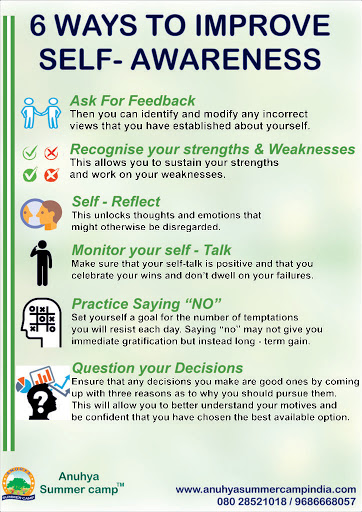 6 WAYS TO IMPROVE
SELF- AWARENESS
Ask For Feedback
Then you can identify and modify any incorrect
views that you have established about yourself.
Recognise your strengths & Weaknesses
This allows you to sustain your strengths
and work on your weaknesses.
Self - Reflect
This unlocks thoughts and emotions that
might otherwise be disregarded.
Monitor your self - Talk
Make sure that your self-talk is positive and that you
celebrate your wins and don't dwell on your failures.
Practice Saying “NO”
Set yourself a goal for the number of temptations
you will resist each day. Saying “no” may not give you
immediate gratification but instead long - term gain.
Question your Decisions
Ensure that any decisions you make are good ones by coming
up with three reasons as to why you should pursue them.
This will allow you to better understand your motives and
be confident that you have chosen the best available option.
ANUHYA
SUMMER CAMP
Anuhya
Summer camp™
www.anuhyasummercampindia.com
080 28521018 / 9686668057